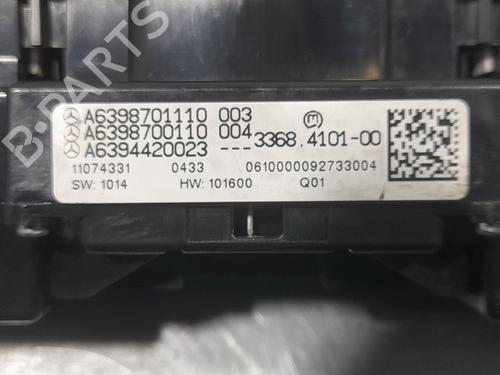 A6398701110 003
A6398700110 004
A6394420023 --- 3368.4101-00
11074331 0433 0610000092733004
SW: 1014 HW: 101600 Q01
B-PARTS